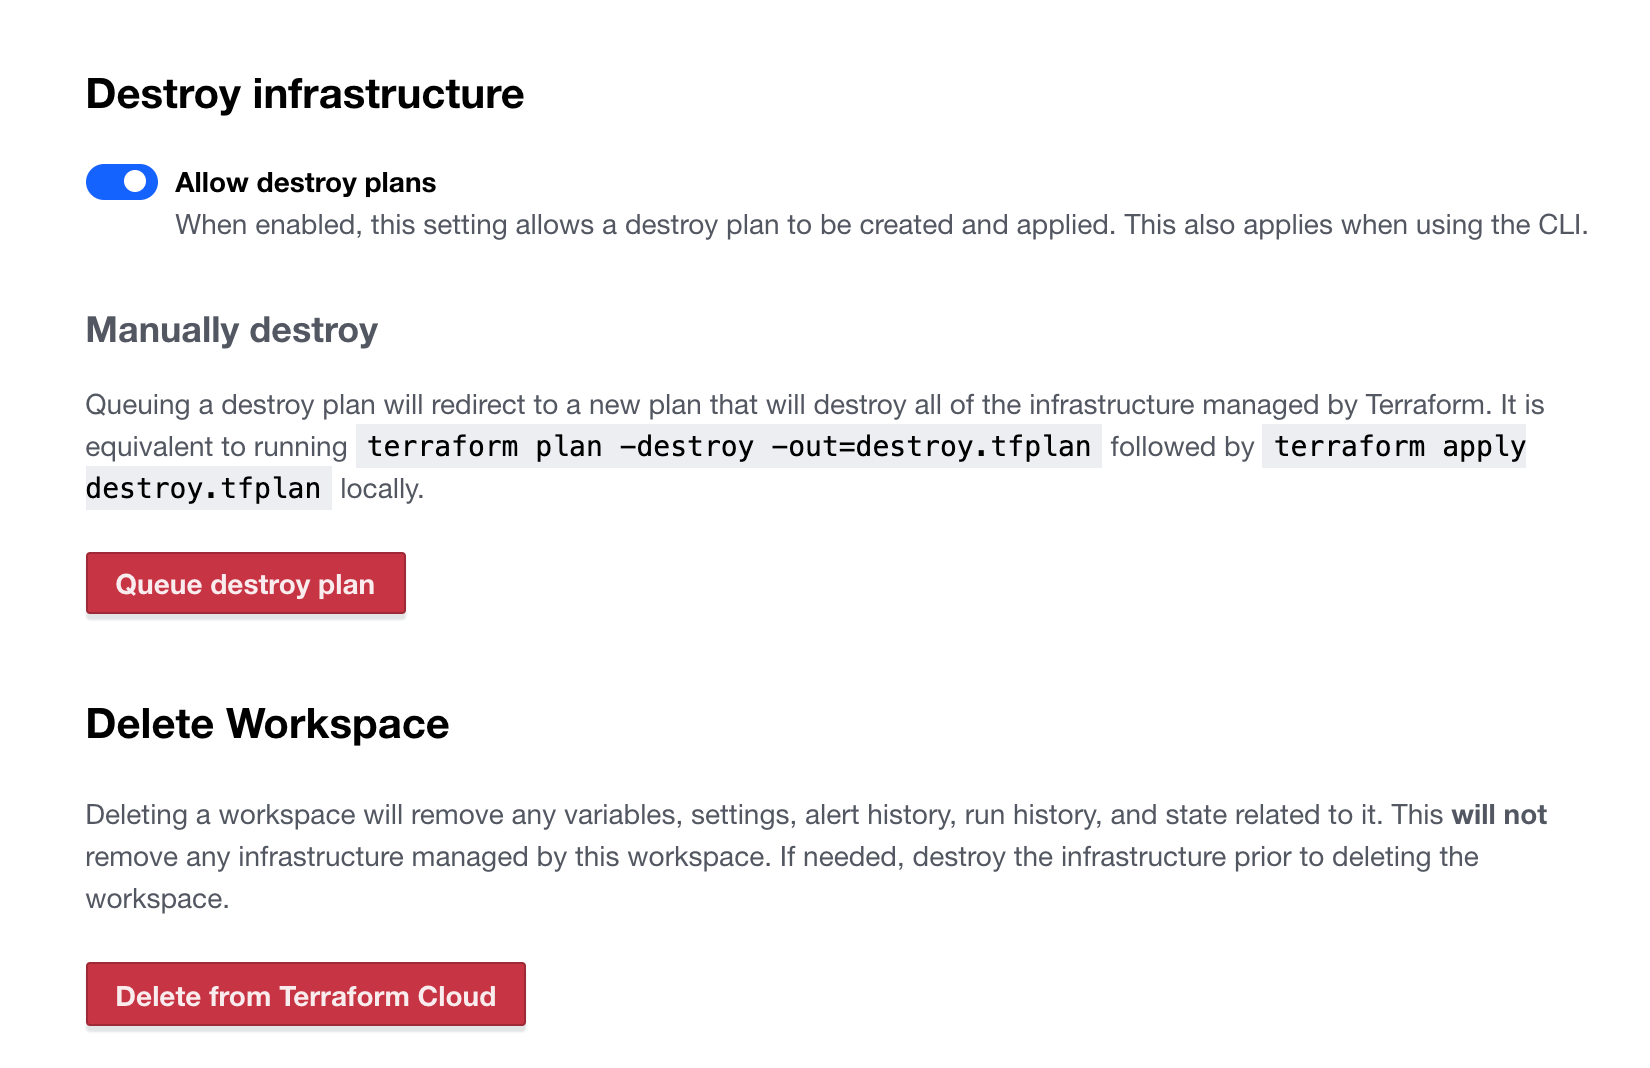 Destroy infrastructure
Allow destroy plans
When enabled, this setting allows a destroy plan to be created and applied. This also applies when using the CLI.
Manually destroy
Queuing a destroy plan will redirect to a new plan that will destroy all of the infrastructure managed by Terraform. It is
equivalent to running terraform plan -destroy -out=destroy.tfplan followed by terraform apply
destroy.tfplan locally.
Queue destroy plan
Delete Workspace
Deleting a workspace will remove any variables, settings, alert history, run history, and state related to it. This will not
remove any infrastructure managed by this workspace. If needed, destroy the infrastructure prior to deleting the
workspace.
Delete from Terraform Cloud